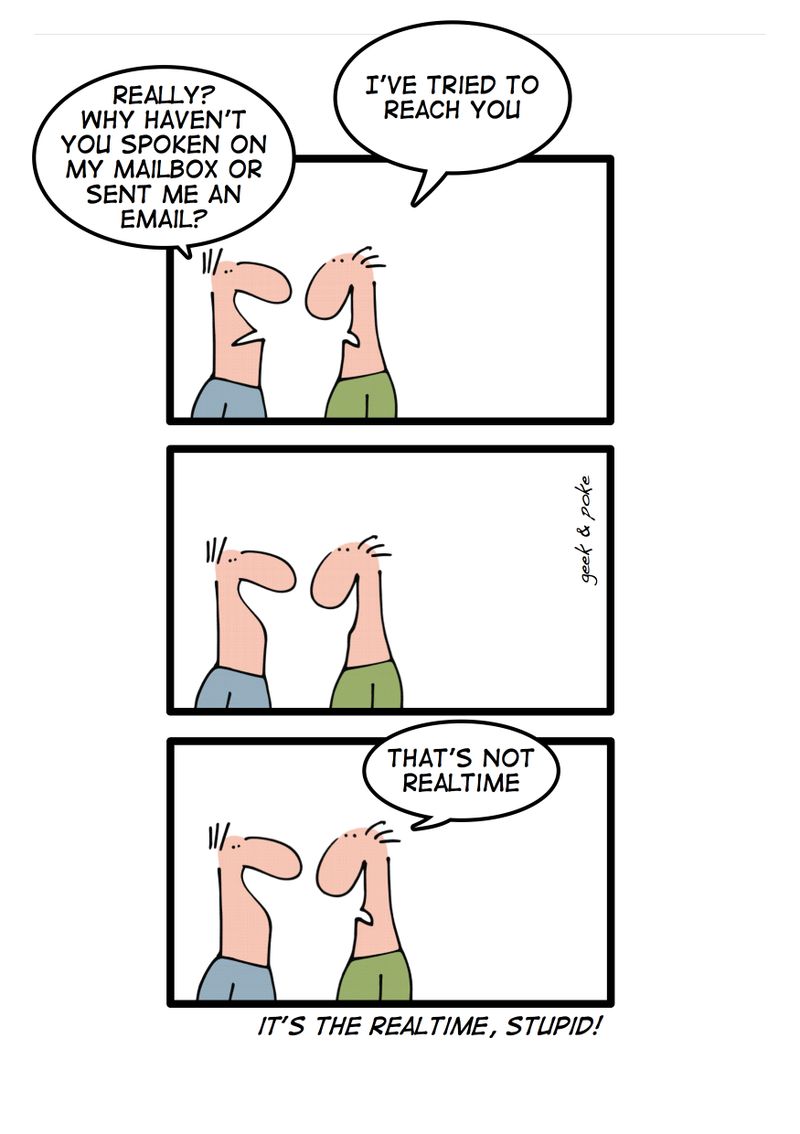 I'VE TRIED TO
REACH YOU
REALLY?
WHY HAVEN'T
YOU SPOKEN ON
MY MAILBOX OR
SENT ME AN
EMAIL?
geek & poke
THAT'S NOT
REALTIME
IT'S THE REALTIME, STUPID!